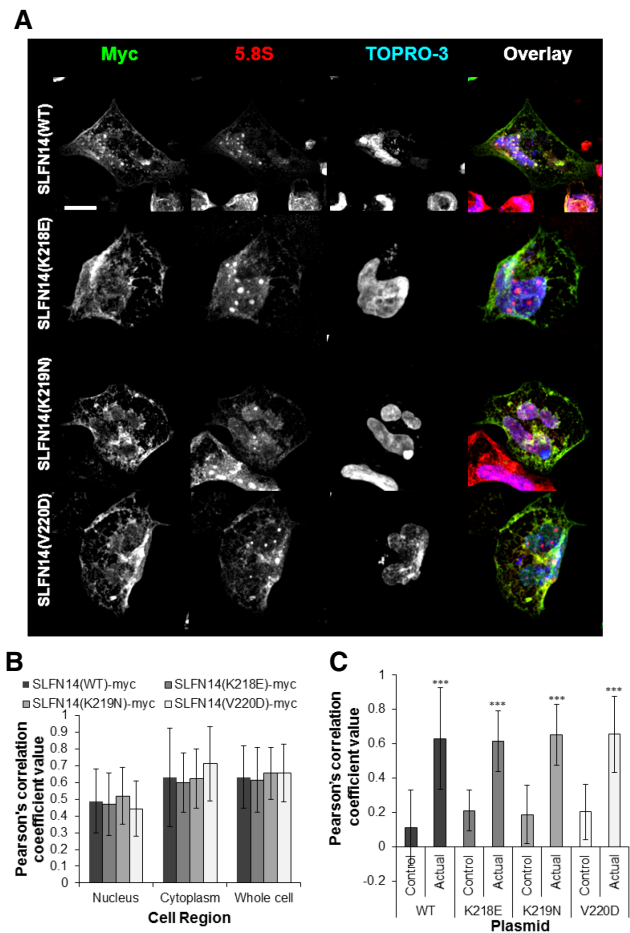 A
Myc 5.8S TOPRO-3 Overlay
SLFN14(WT)
SLFN14(K218E)
SLFN14(K219N)
SLFN14(V220D)
B
SLFN14(WT)-myc SLFN14(K218E)-myc
SLFN14(K219N)-myc SLFN14(V220D)-myc
Pearson's correlation
coeefficient value
1
0.9
0.8
0.7
0.6
0.5
0.4
0.3
0.2
0.1
0
Nucleus Cytoplasm Whole cell
Cell Region
C
Pearson's correlation
coefficient value
1
0.8
0.6
0.4
0.2
0
-0.2
*** *** *** ***
Control Actual Control Actual Control Actual Control Actual
WT K218E K219N V220D
Plasmid